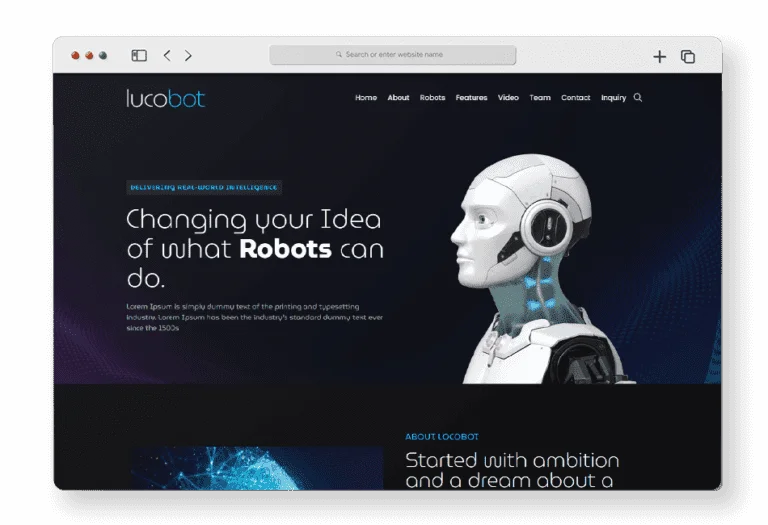 Search or enter website name
lucobot
Home About Robots Features Video Team Contact Inquiry
DELIVERING REAL-WORLD INTELLIGENCE
Changing your Idea
of what Robots can
do.
Lorem Ipsum is simply dummy text of the printing and typesetting
industry. Lorem Ipsum has been the industry's standard dummy text ever
since the 1500s
ABOUT LOCOBOT
Started with ambition
and a dream about a